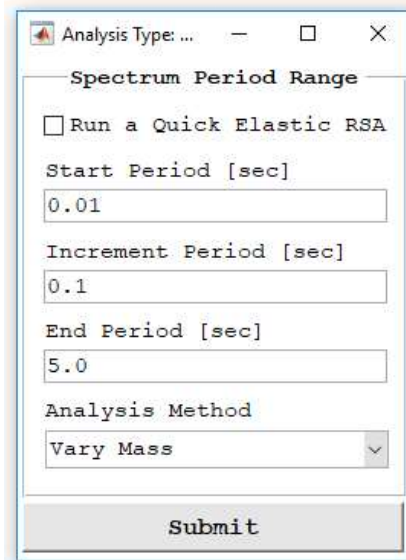 Analysis Type: ...
Spectrum Period Range
Run a Quick Elastic RSA
Start Period [sec]
0.01
Increment Period [sec]
0.1
End Period [sec]
5.0
Analysis Method
Vary Mass
Submit